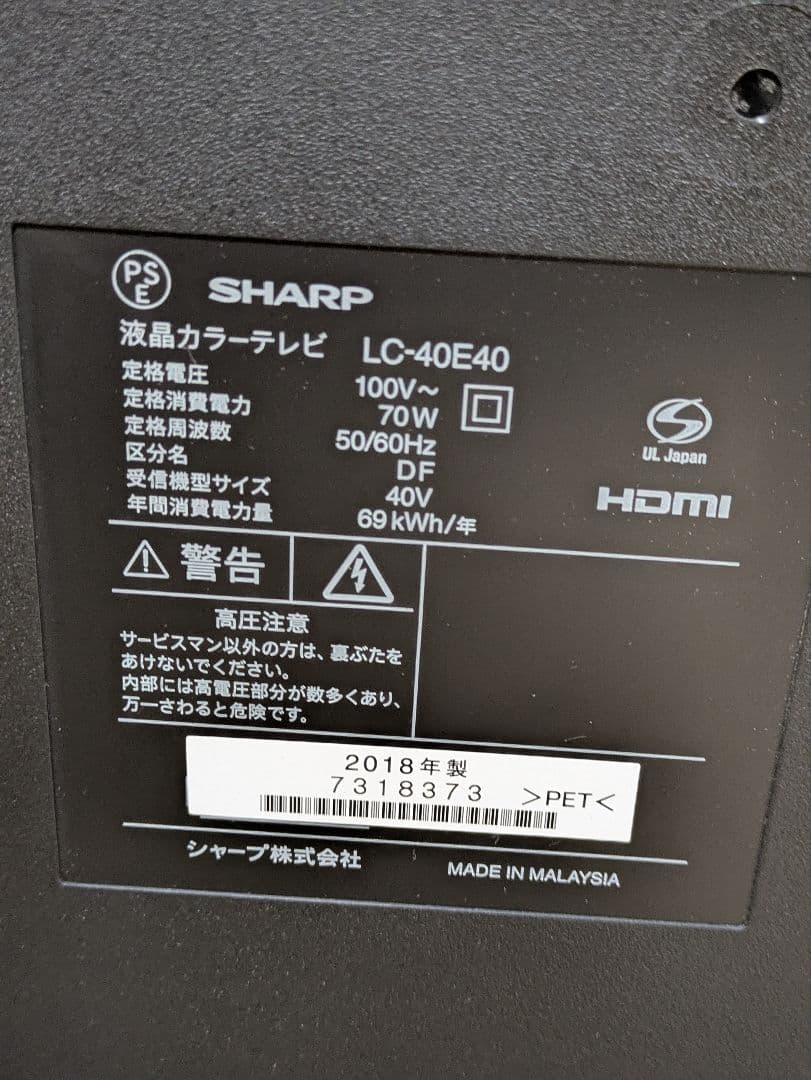 PS
E
SHARP
液晶カラーテレビ LC-40E40
定格電圧 100V～
定格消費電力 70W
定格周波数 50/60Hz
区分名 DF
受信機型サイズ 40V
年間消費電力量 69kWh/年
UL Japan
HDMI
警告
高圧注意
サービスマン以外の方は、裏ぶたを
あけないでください。
内部には高電圧部分が数多くあり、
万一さわると危険です。
2018年製
7318373 >PET<
シャープ株式会社 MADE IN MALAYSIA